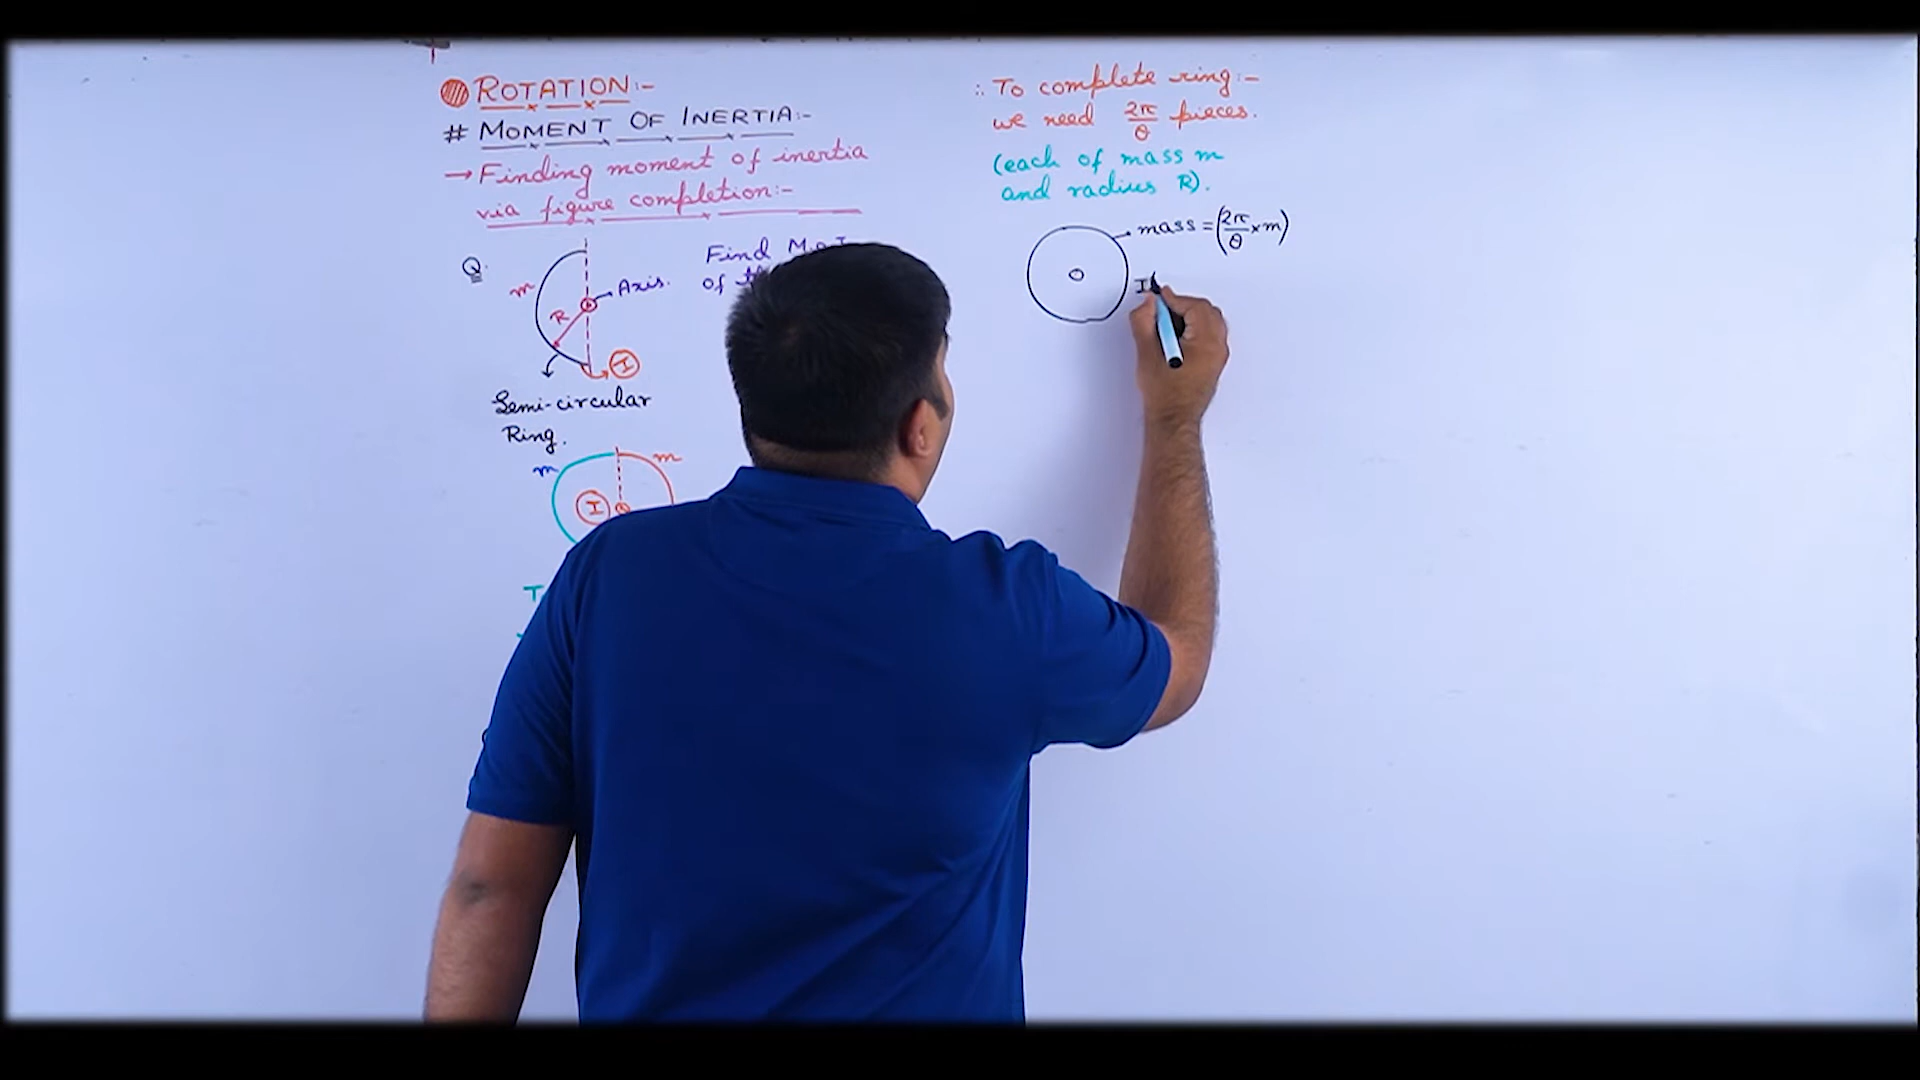 ROTATION:-
# MOMENT OF INERTIA:-
→ Finding moment of inertia
via figure completion:-
Q.
m
R
Axis.
I
Semi-circular
Ring.
Find M.O.I
of
m
m
I
∴ To complete ring:-
we need 2π/θ pieces.
(each of mass m
and radius R).
mass = (2π/θ × m)
I